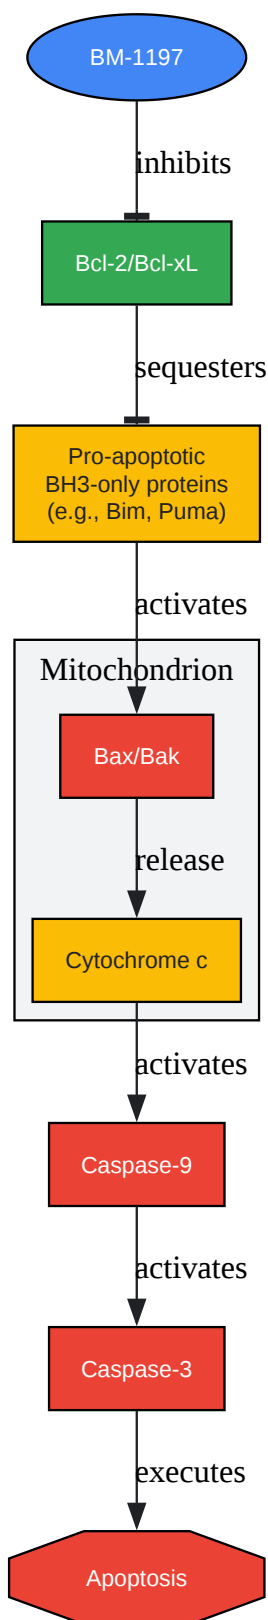 BM-1197
inhibits
Bcl-2/Bcl-xL
sequesters
Pro-apoptotic
BH3-only proteins
(e.g., Bim, Puma)
activates
Mitochondrion
Bax/Bak
release
Cytochrome c
activates
Caspase-9
activates
Caspase-3
executes
Apoptosis